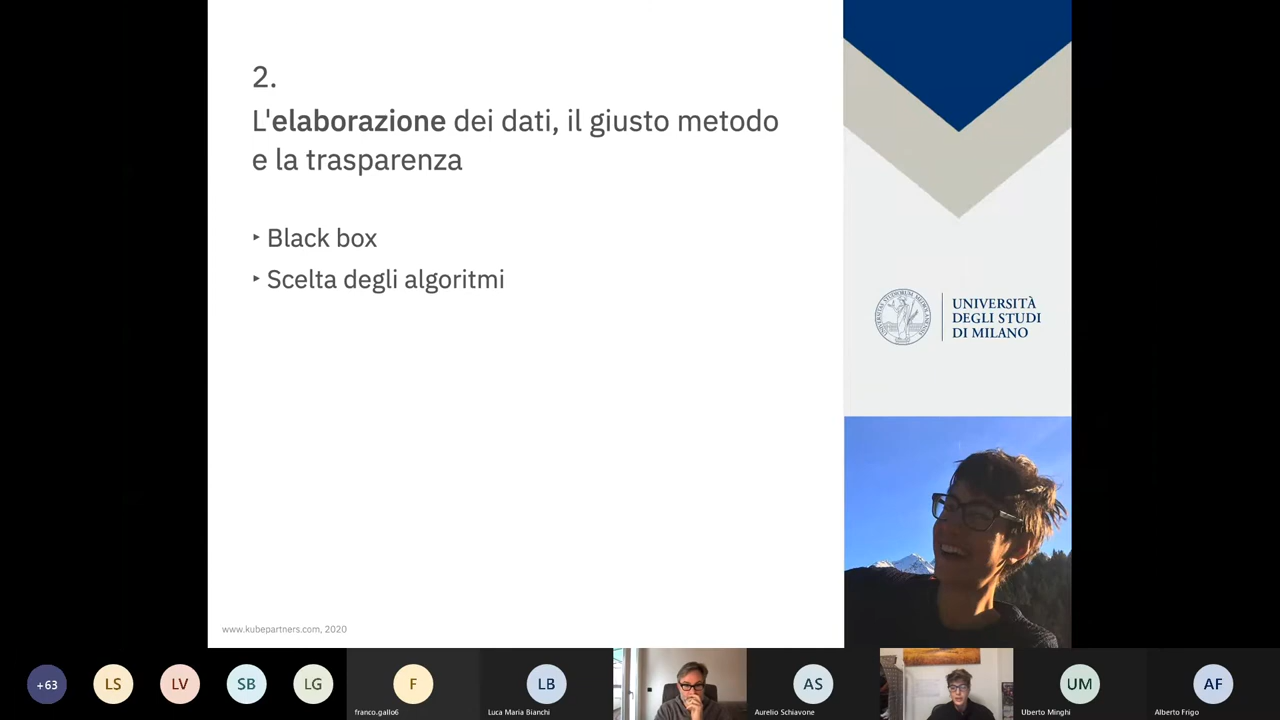 2.
L'elaborazione dei dati, il giusto metodo
e la trasparenza
‣ Black box
‣ Scelta degli algoritmi
UNIVERSITÀ
DEGLI STUDI
DI MILANO
www.kubepartners.com, 2020
+63
LS
LV
SB
LG
F
franco.gallo6
LB
Luca Maria Bianchi
AS
Aurelio Schiavone
UM
Uberto Minghi
AF
Alberto Frigo